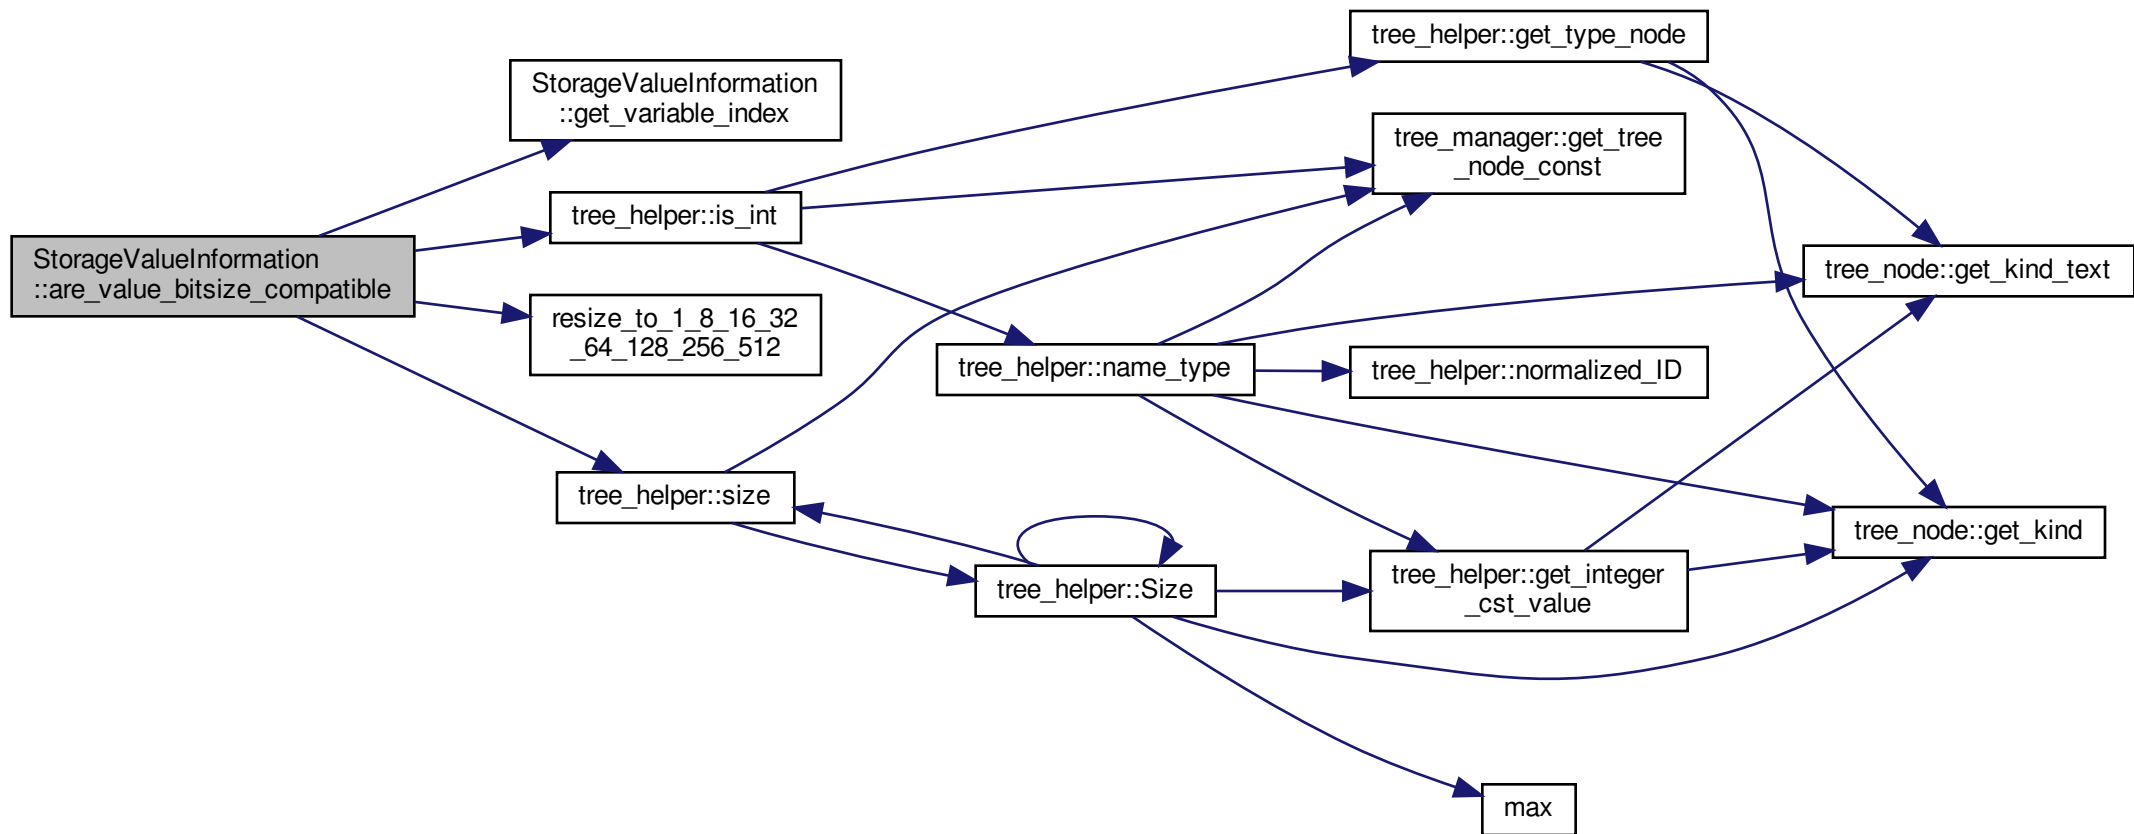 StorageValueInformation
::are_value_bitsize_compatible
StorageValueInformation
::get_variable_index
tree_helper::is_int
resize_to_1_8_16_32
_64_128_256_512
tree_helper::size
tree_helper::name_type
tree_helper::Size
tree_helper::get_type_node
tree_manager::get_tree
_node_const
tree_helper::normalized_ID
tree_helper::get_integer
_cst_value
max
tree_node::get_kind_text
tree_node::get_kind